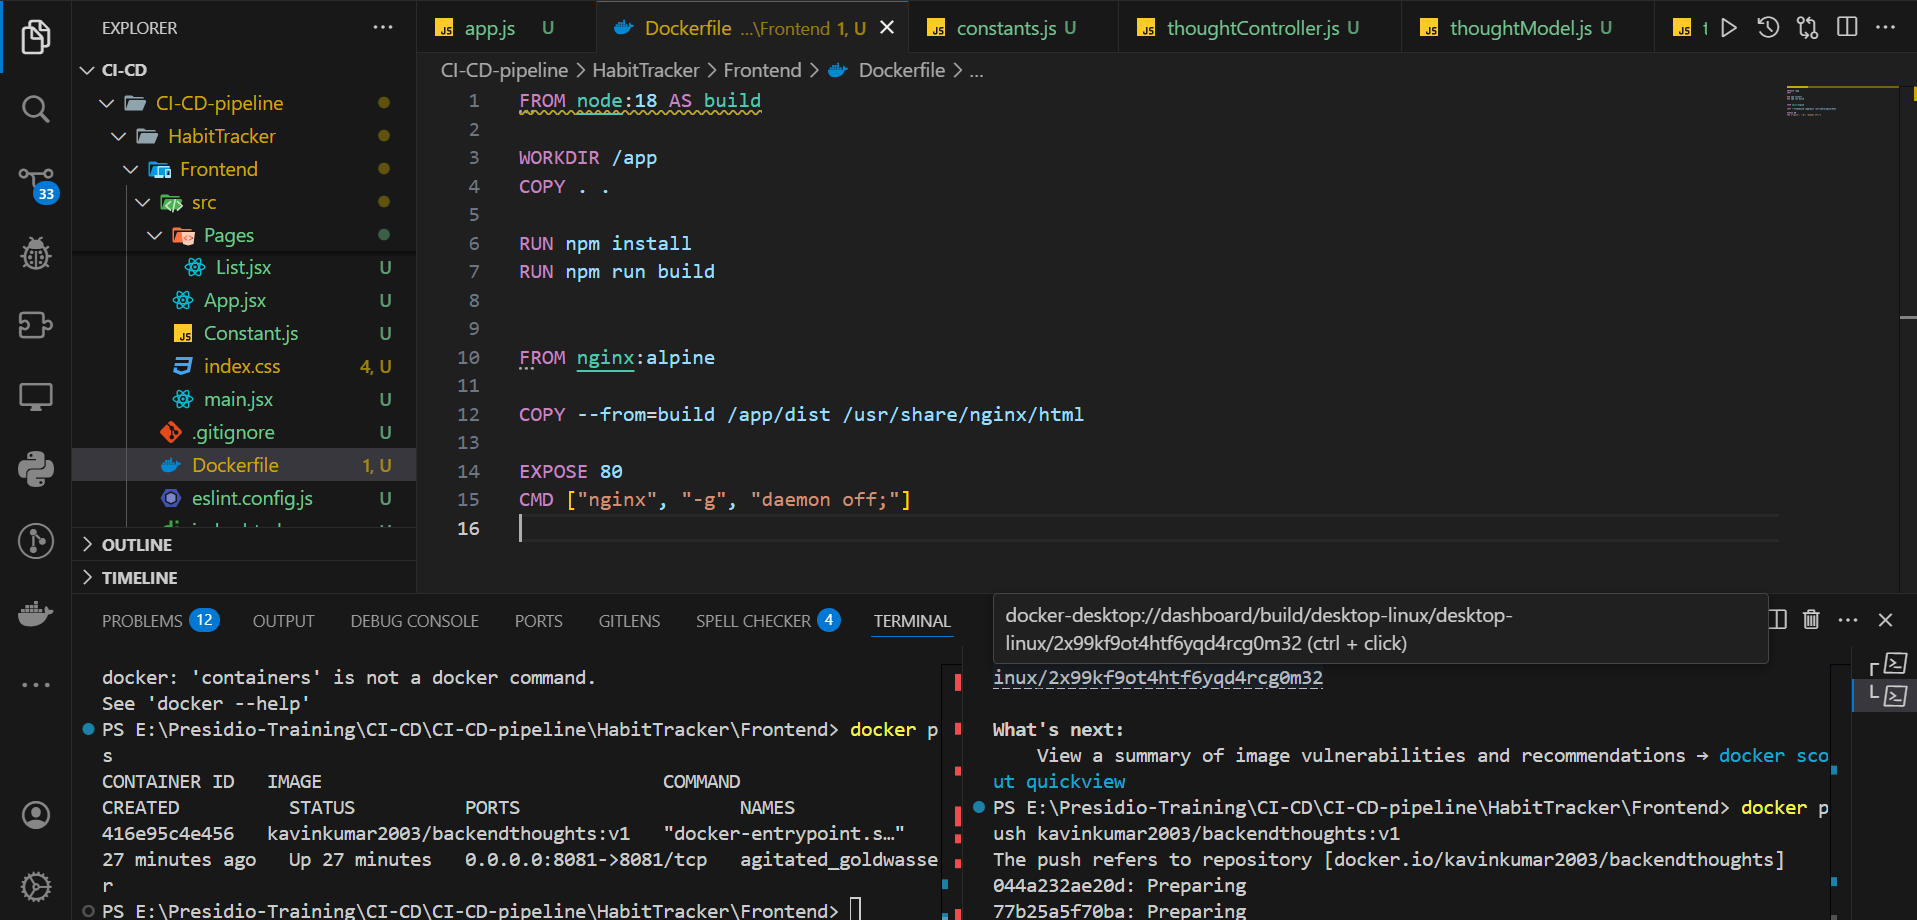 EXPLORER
CI-CD
CI-CD-pipeline
HabitTracker
Frontend
src
Pages
List.jsx U
App.jsx U
Constant.js U
index.css 4, U
main.jsx U
.gitignore U
Dockerfile 1, U
eslint.config.js U
OUTLINE
TIMELINE
33
app.js U
Dockerfile ...\Frontend 1, U
constants.js U
thoughtController.js U
thoughtModel.js U
CI-CD-pipeline > HabitTracker > Frontend > Dockerfile > ...
1 FROM node:18 AS build
2
3 WORKDIR /app
4 COPY . .
5
6 RUN npm install
7 RUN npm run build
8
9
10 FROM nginx:alpine
11
12 COPY --from=build /app/dist /usr/share/nginx/html
13
14 EXPOSE 80
15 CMD ["nginx", "-g", "daemon off;"]
16
PROBLEMS 12 OUTPUT DEBUG CONSOLE PORTS GITLENS SPELL CHECKER 4 TERMINAL
docker: 'containers' is not a docker command.
See 'docker --help'
PS E:\Presidio-Training\CI-CD\CI-CD-pipeline\HabitTracker\Frontend> docker p
s
CONTAINER ID IMAGE COMMAND
CREATED STATUS PORTS NAMES
416e95c4e456 kavinkumar2003/backendthoughts:v1 "docker-entrypoint.s…"
27 minutes ago Up 27 minutes 0.0.0.0:8081->8081/tcp agitated_goldwasse
r
PS E:\Presidio-Training\CI-CD\CI-CD-pipeline\HabitTracker\Frontend>
docker-desktop://dashboard/build/desktop-linux/desktop-
linux/2x99kf9ot4htf6yqd4rcg0m32 (ctrl + click)
inux/2x99kf9ot4htf6yqd4rcg0m32
What's next:
View a summary of image vulnerabilities and recommendations → docker sco
ut quickview
PS E:\Presidio-Training\CI-CD\CI-CD-pipeline\HabitTracker\Frontend> docker p
ush kavinkumar2003/backendthoughts:v1
The push refers to repository [docker.io/kavinkumar2003/backendthoughts]
044a232ae20d: Preparing
77b25a5f70ba: Preparing